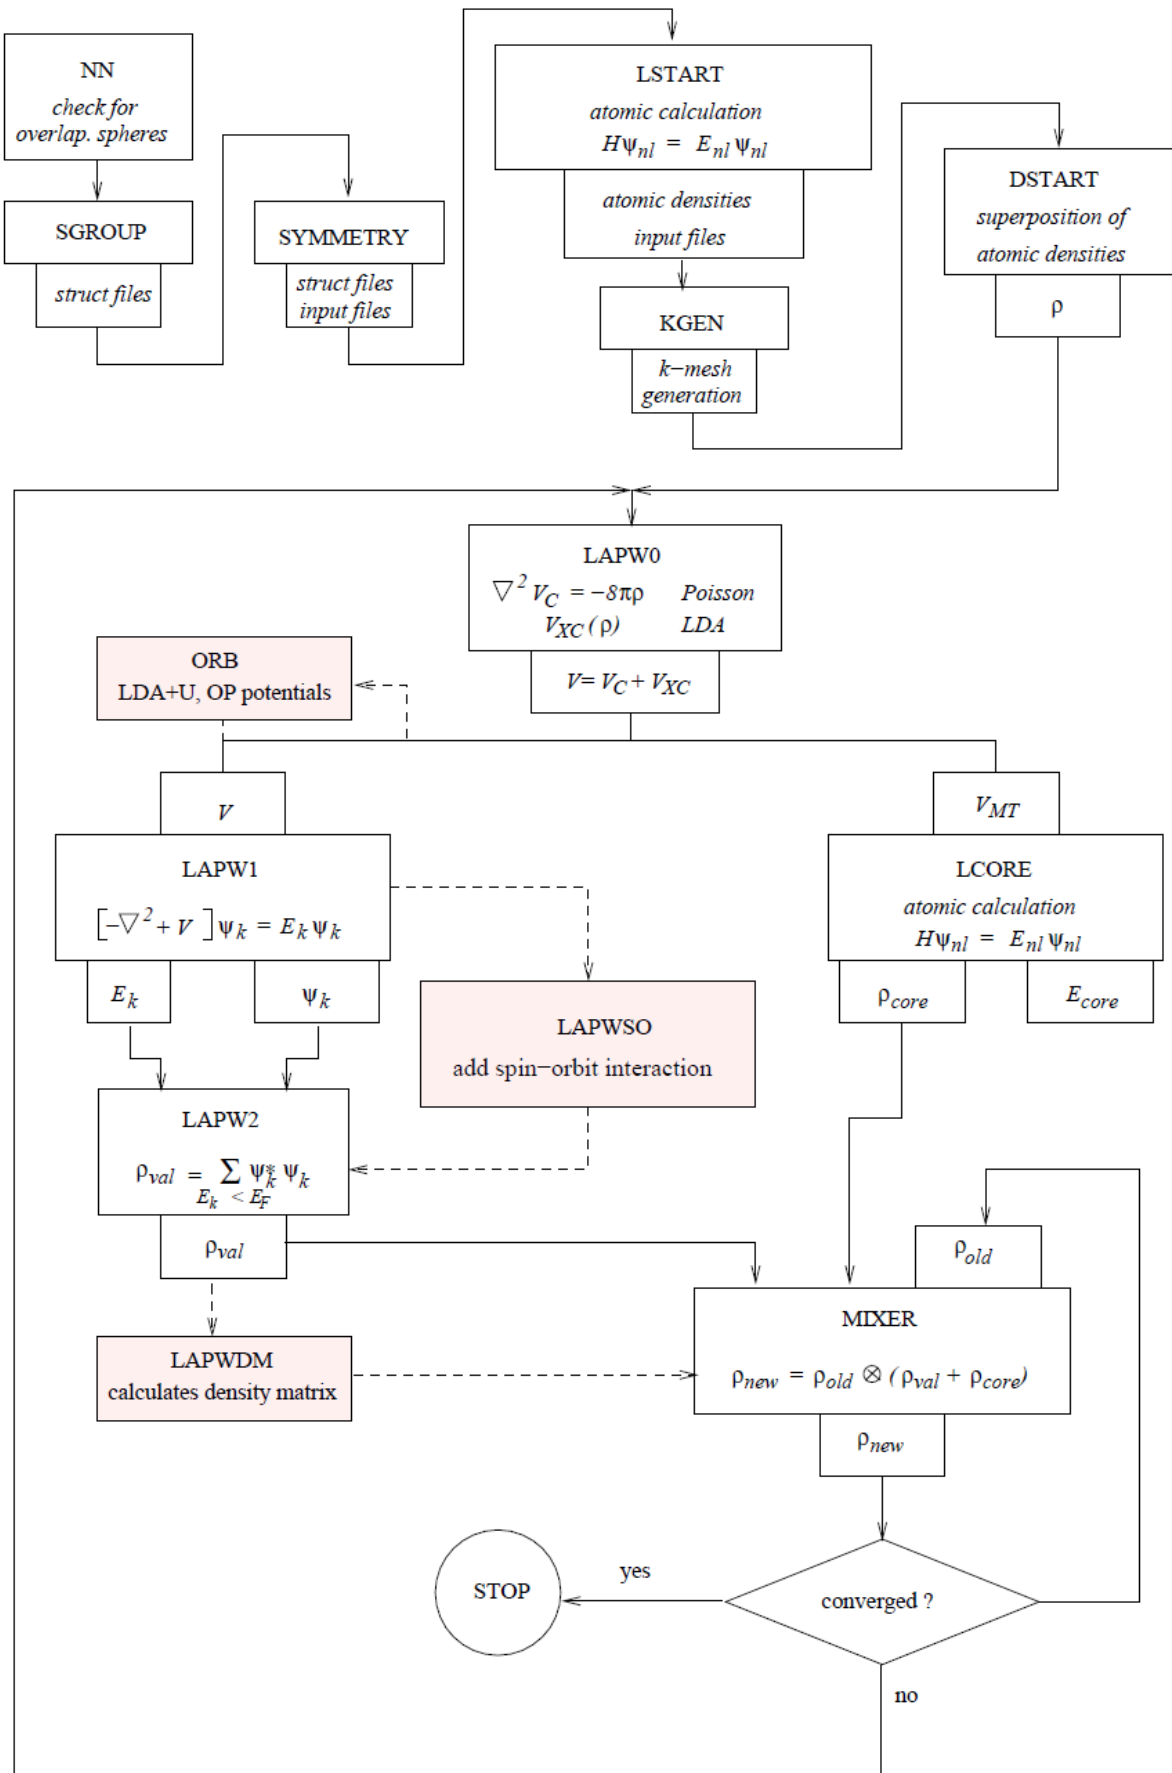 NN
check for
overlap. spheres
SGROUP
struct files
SYMMETRY
struct files
input files
LSTART
atomic calculation
Hψnl = Enl ψnl
atomic densities
input files
KGEN
k−mesh
generation
DSTART
superposition of
atomic densities
ρ
LAPW0
▽² VC = −8πρ Poisson
VXC (ρ) LDA
V= VC + VXC
ORB
LDA+U, OP potentials
V
LAPW1
[−▽² + V ] ψk = Ek ψk
Ek
ψk
VMT
LCORE
atomic calculation
Hψnl = Enl ψnl
ρcore
Ecore
LAPWSO
add spin−orbit interaction
LAPW2
ρval = Σ ψk* ψk
Ek < EF
ρval
LAPWDM
calculates density matrix
ρold
MIXER
ρnew = ρold ⊗ (ρval + ρcore)
ρnew
converged ?
yes
STOP
no